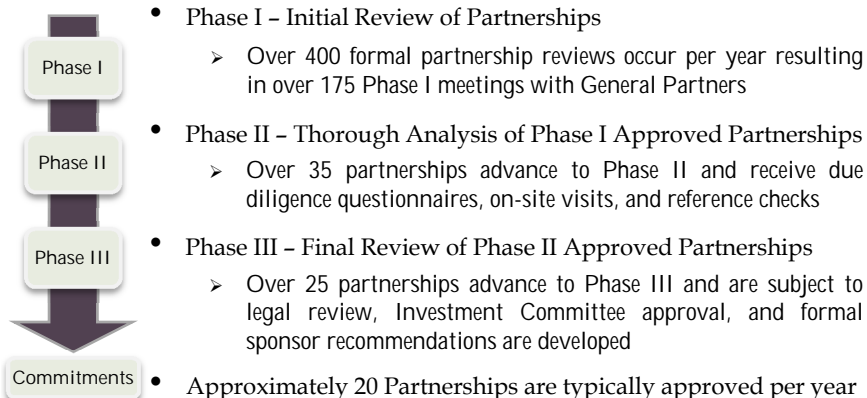 Phase I
• Phase I – Initial Review of Partnerships
➢ Over 400 formal partnership reviews occur per year resulting
in over 175 Phase I meetings with General Partners
Phase II
• Phase II – Thorough Analysis of Phase I Approved Partnerships
➢ Over 35 partnerships advance to Phase II and receive due
diligence questionnaires, on-site visits, and reference checks
Phase III
• Phase III – Final Review of Phase II Approved Partnerships
➢ Over 25 partnerships advance to Phase III and are subject to
legal review, Investment Committee approval, and formal
sponsor recommendations are developed
Commitments
• Approximately 20 Partnerships are typically approved per year